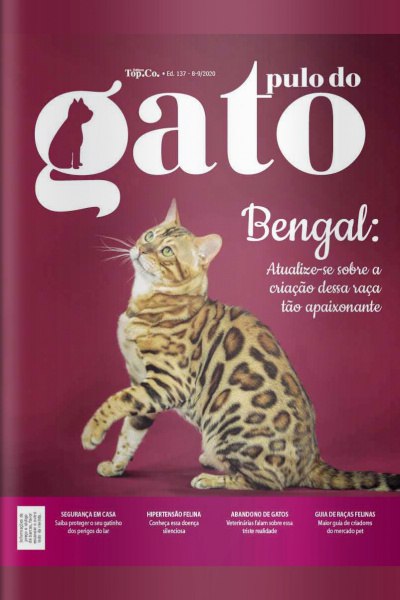 Editora
Top.Co. • Ed. 137 - 8-9/2020
pulo do
gato
Bengal:
Atualize-se sobre a
criação dessa raça
tão apaixonante
SEGURANÇA EM CASA
Saiba proteger o seu gatinho
dos perigos do lar
HIPERTENSÃO FELINA
Conheça essa doença
silenciosa
ABANDONO DE GATOS
Veterinárias falam sobre essa
triste realidade
GUIA DE RAÇAS FELINAS
Maior guia de criadores
do mercado pet